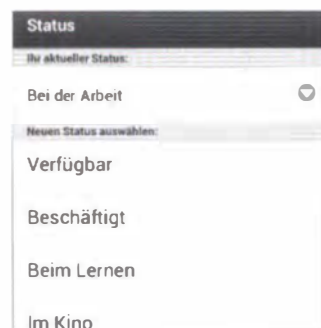 Status
Ihr aktueller Status:
Bei der Arbeit
Neuen Status auswählen:
Verfügbar
Beschäftigt
Beim Lernen
Im Kino